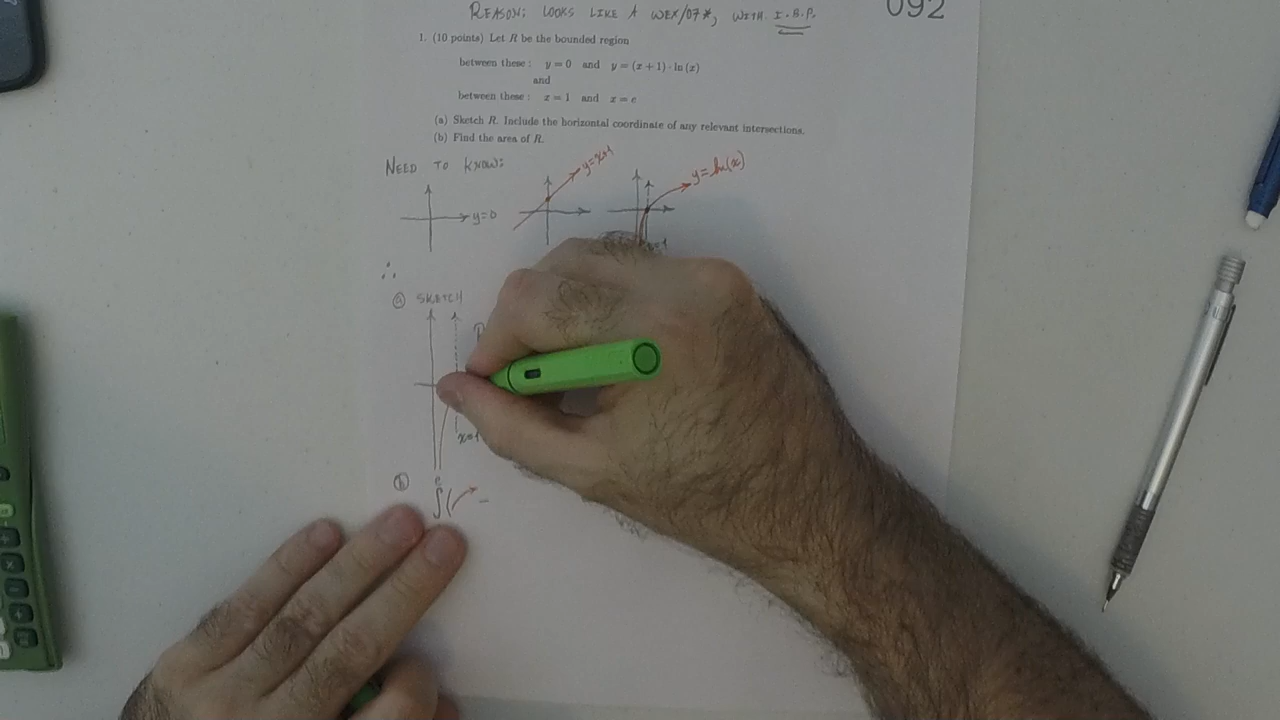 092
REASON: LOOKS LIKE A WEX/07*, WITH I.B.P.
1. (10 points) Let R be the bounded region
between these: y = 0 and y = (x + 1) · ln (x)
and
between these: x = 1 and x = e
(a) Sketch R. Include the horizontal coordinate of any relevant intersections.
(b) Find the area of R.
NEED TO KNOW:
y=0 y=x+1 y=ln(x)
∴
(a) SKETCH
x=1
(b) ∫ ( −